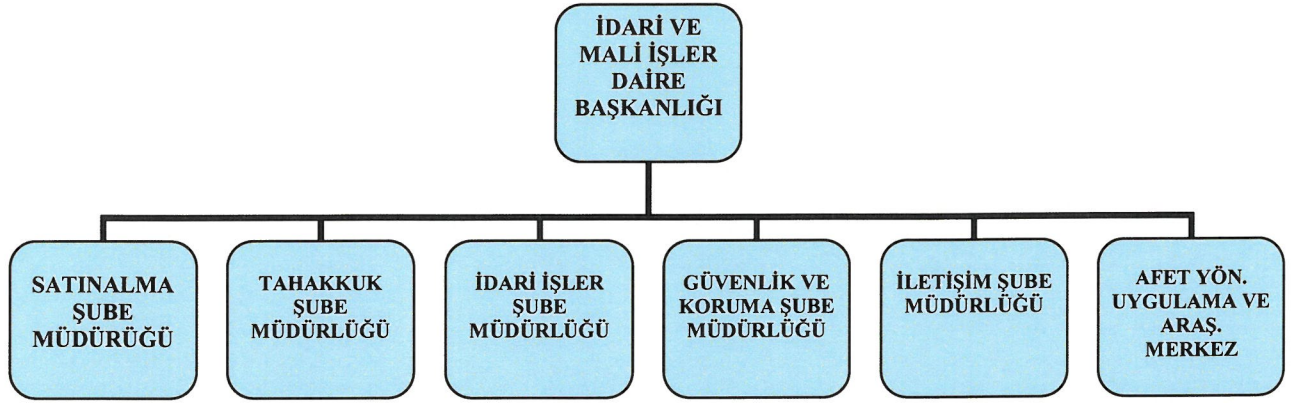 İDARİ VE
MALİ İŞLER
DAİRE
BAŞKANLIĞI
SATINALMA
ŞUBE
MÜDÜRÜĞÜ
TAHAKKUK
ŞUBE
MÜDÜRLÜĞÜ
İDARİ İŞLER
ŞUBE
MÜDÜRLÜĞÜ
GÜVENLİK VE
KORUMA ŞUBE
MÜDÜRLÜĞÜ
İLETİŞİM ŞUBE
MÜDÜRLÜĞÜ
AFET YÖN.
UYGULAMA VE
ARAŞ.
MERKEZ